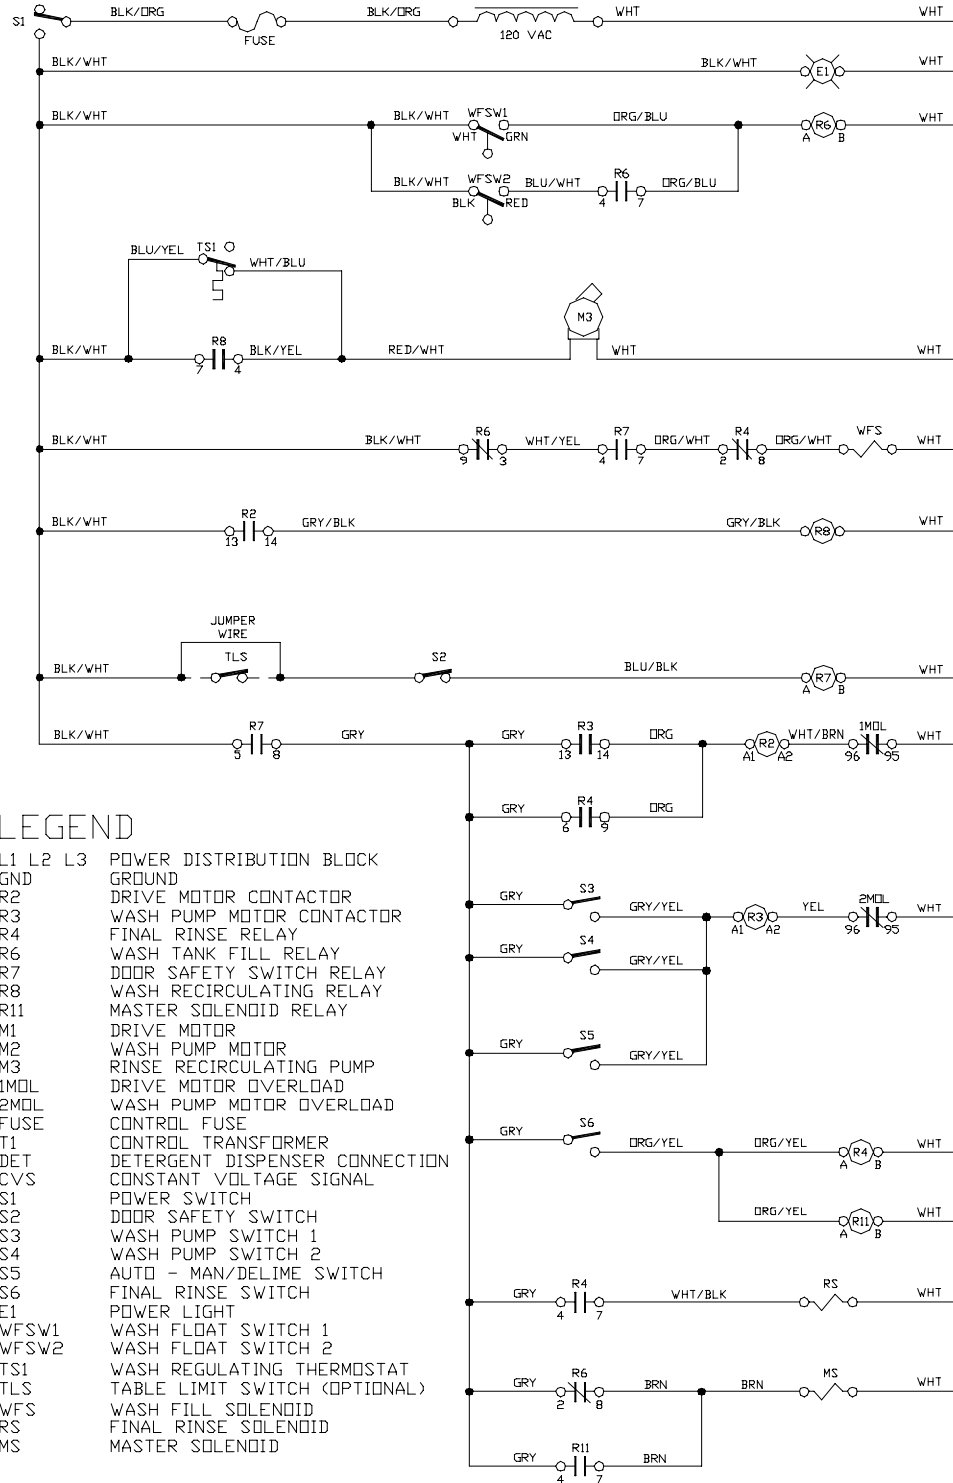 BLK/ORG BLK/ORG WHT WHT
S1
FUSE 120 VAC
BLK/WHT BLK/WHT E1 WHT
BLK/WHT BLK/WHT WFSW1 ORG/BLU R6 WHT
WHT GRN A B
BLK/WHT WFSW2 BLU/WHT R6 ORG/BLU
BLK RED 4 7
BLU/YEL TS1 WHT/BLU
M3
BLK/WHT R8 BLK/YEL RED/WHT WHT WHT
7 4
BLK/WHT BLK/WHT R6 WHT/YEL R7 ORG/WHT R4 ORG/WHT WFS WHT
9 3 4 7 2 8
BLK/WHT R2 GRY/BLK GRY/BLK R8 WHT
13 14
JUMPER
WIRE
BLK/WHT TLS S2 BLU/BLK R7 WHT
A B
BLK/WHT R7 GRY GRY R3 ORG R2 WHT/BRN 1MOL WHT
5 8 13 14 A1 A2 96 95
GRY R4 ORG
6 9
GRY S3 GRY/YEL R3 YEL 2MOL WHT
A1 A2 96 95
GRY S4 GRY/YEL
GRY S5 GRY/YEL
GRY S6 ORG/YEL ORG/YEL R4 WHT
A B
ORG/YEL R11 WHT
A B
GRY R4 WHT/BLK RS WHT
4 7
GRY R6 BRN BRN MS WHT
2 8
GRY R11 BRN
4 7
LEGEND
L1 L2 L3 POWER DISTRIBUTION BLOCK
GND GROUND
R2 DRIVE MOTOR CONTACTOR
R3 WASH PUMP MOTOR CONTACTOR
R4 FINAL RINSE RELAY
R6 WASH TANK FILL RELAY
R7 DOOR SAFETY SWITCH RELAY
R8 WASH RECIRCULATING RELAY
R11 MASTER SOLENOID RELAY
M1 DRIVE MOTOR
M2 WASH PUMP MOTOR
M3 RINSE RECIRCULATING PUMP
1MOL DRIVE MOTOR OVERLOAD
2MOL WASH PUMP MOTOR OVERLOAD
FUSE CONTROL FUSE
T1 CONTROL TRANSFORMER
DET DETERGENT DISPENSER CONNECTION
CVS CONSTANT VOLTAGE SIGNAL
S1 POWER SWITCH
S2 DOOR SAFETY SWITCH
S3 WASH PUMP SWITCH 1
S4 WASH PUMP SWITCH 2
S5 AUTO - MAN/DELIME SWITCH
S6 FINAL RINSE SWITCH
E1 POWER LIGHT
WFSW1 WASH FLOAT SWITCH 1
WFSW2 WASH FLOAT SWITCH 2
TS1 WASH REGULATING THERMOSTAT
TLS TABLE LIMIT SWITCH (OPTIONAL)
WFS WASH FILL SOLENOID
RS FINAL RINSE SOLENOID
MS MASTER SOLENOID